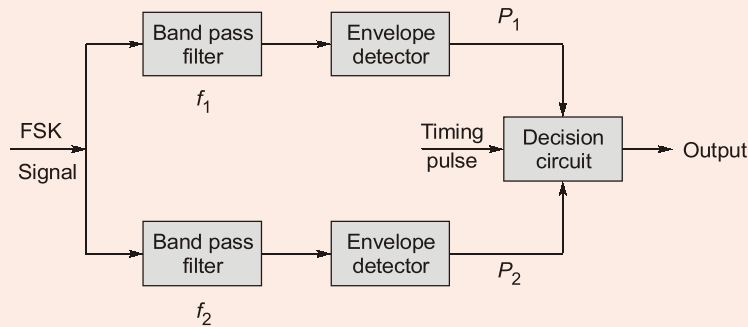 Band pass
filter
f1
Envelope
detector
P1
FSK
Signal
Timing
pulse
Decision
circuit
Output
Band pass
filter
f2
Envelope
detector
P2